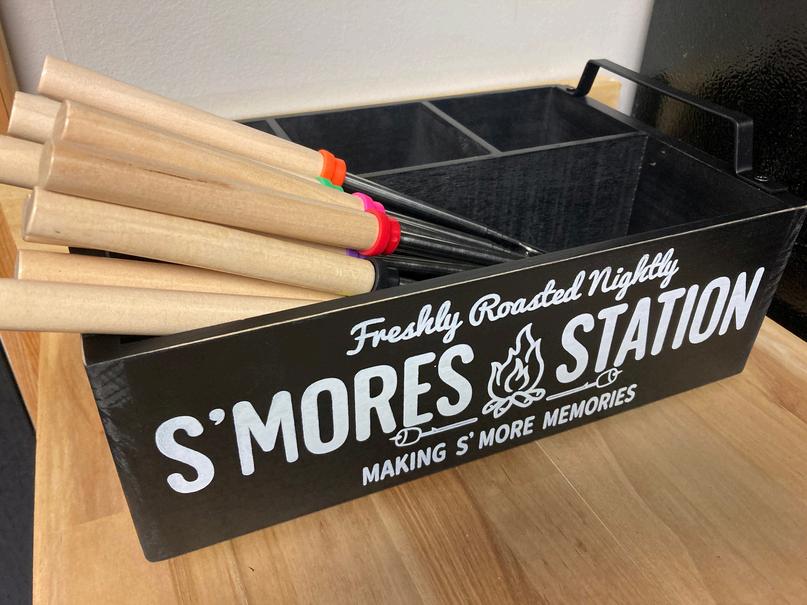 Freshly Roasted Nightly
S'MORES STATION
MAKING S'MORE MEMORIES